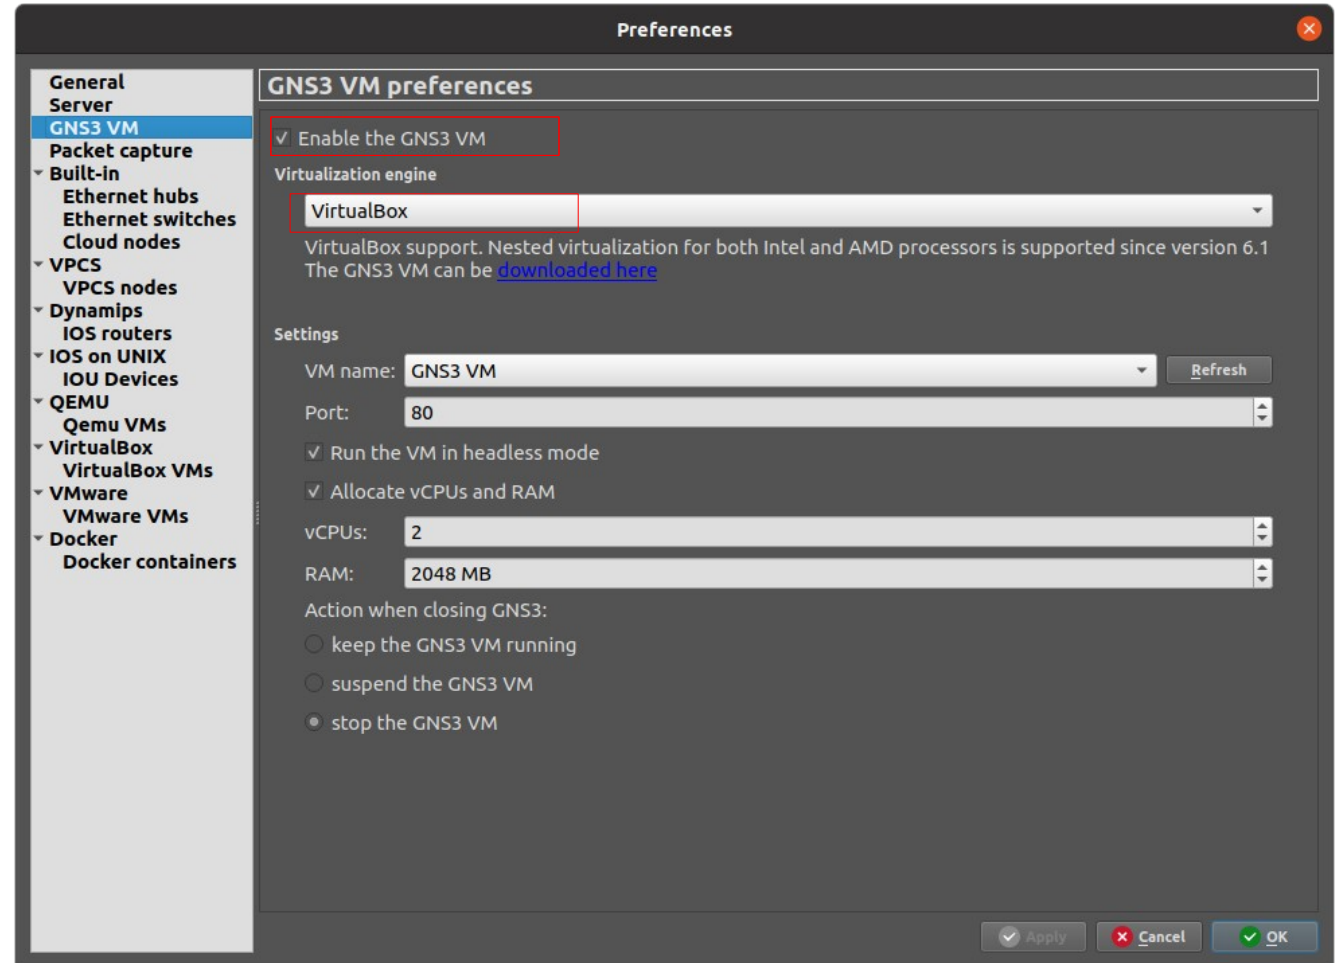 Preferences
General
Server
GNS3 VM
Packet capture
Built-in
Ethernet hubs
Ethernet switches
Cloud nodes
VPCS
VPCS nodes
Dynamips
IOS routers
IOS on UNIX
IOU Devices
QEMU
Qemu VMs
VirtualBox
VirtualBox VMs
VMware
VMware VMs
Docker
Docker containers
GNS3 VM preferences
Enable the GNS3 VM
Virtualization engine
VirtualBox
VirtualBox support. Nested virtualization for both Intel and AMD processors is supported since version 6.1
The GNS3 VM can be downloaded here
Settings
VM name: GNS3 VM Refresh
Port: 80
Run the VM in headless mode
Allocate vCPUs and RAM
vCPUs: 2
RAM: 2048 MB
Action when closing GNS3:
keep the GNS3 VM running
suspend the GNS3 VM
stop the GNS3 VM
Apply Cancel OK